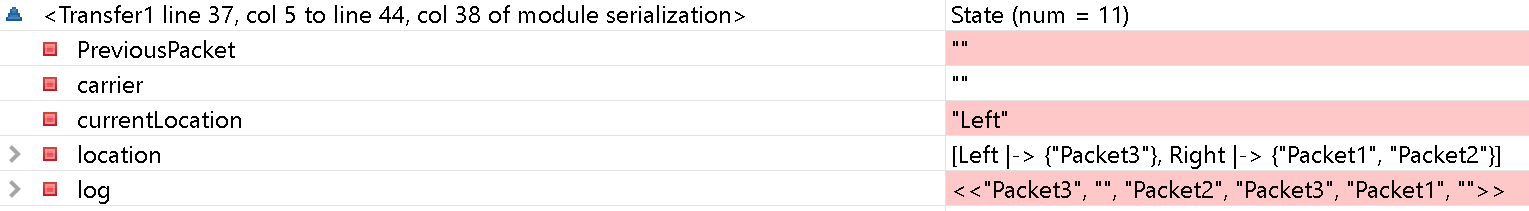 <Transfer1 line 37, col 5 to line 44, col 38 of module serialization> State (num = 11)
PreviousPacket ""
carrier ""
currentLocation "Left"
location [Left |-> {"Packet3"}, Right |-> {"Packet1", "Packet2"}]
log <<"Packet3", "", "Packet2", "Packet3", "Packet1", "">>